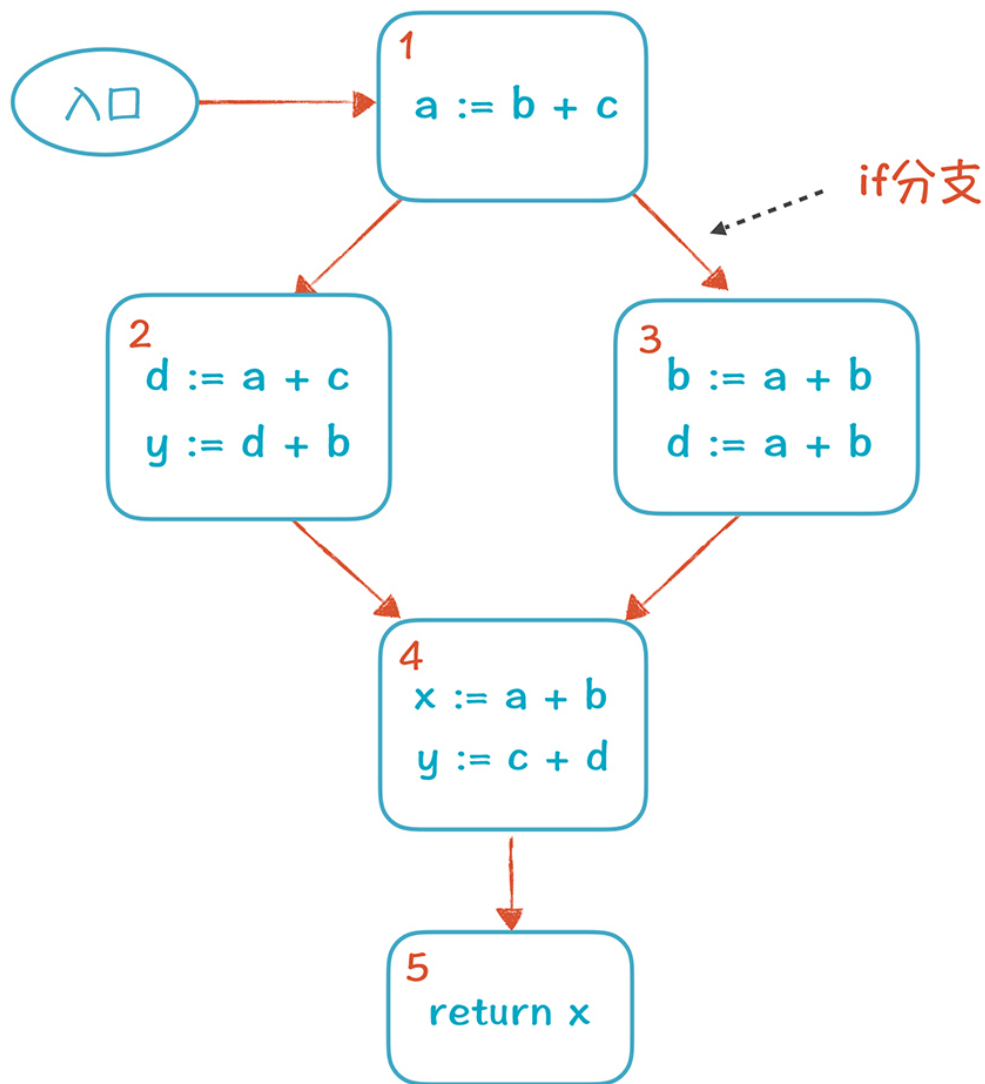 入口
1
a := b + c
if分支
2
d := a + c
y := d + b
3
b := a + b
d := a + b
4
x := a + b
y := c + d
5
return x